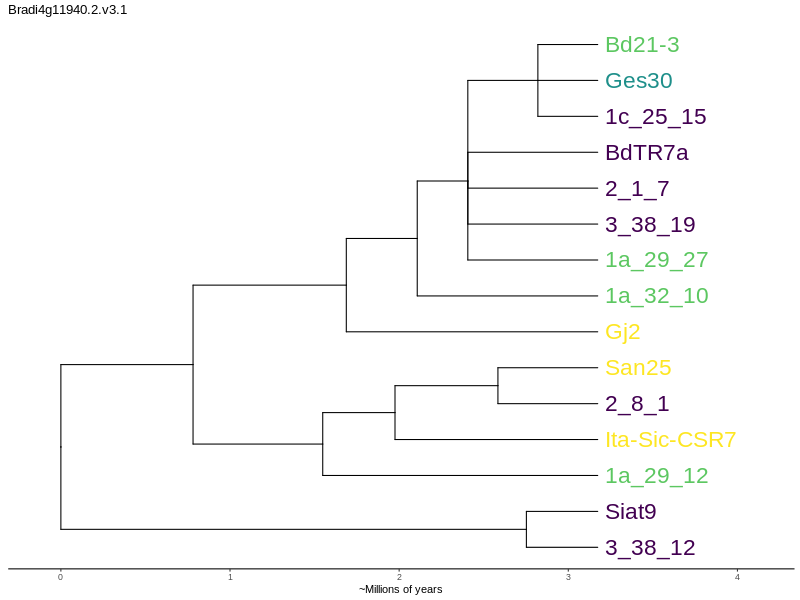 Bradi4g11940.2.v3.1
Bd21-3
Ges30
1c_25_15
BdTR7a
2_1_7
3_38_19
1a_29_27
1a_32_10
Gj2
San25
2_8_1
Ita-Sic-CSR7
1a_29_12
Siat9
3_38_12
0 1 2 3 4
~Millions of years